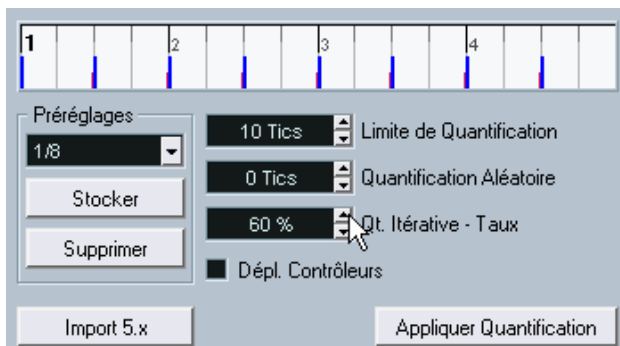 1 2 3 4
Préréglages
1/8
10 Tics Limite de Quantification
Stocker
0 Tics Quantification Aléatoire
Supprimer
60 % Qt. Itérative - Taux
Dépl. Contrôleurs
Import 5.x
Appliquer Quantification